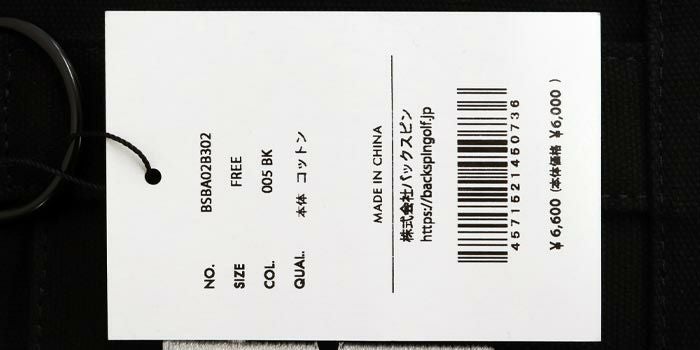 NO. BSBA02B302
SIZE FREE
COL. 005 BK
QUAL. 本体 コットン
MADE IN CHINA
株式会社バックスピン
https://backspingolf.jp
4571521450736
¥6,600 (本体価格 ¥6,000 )